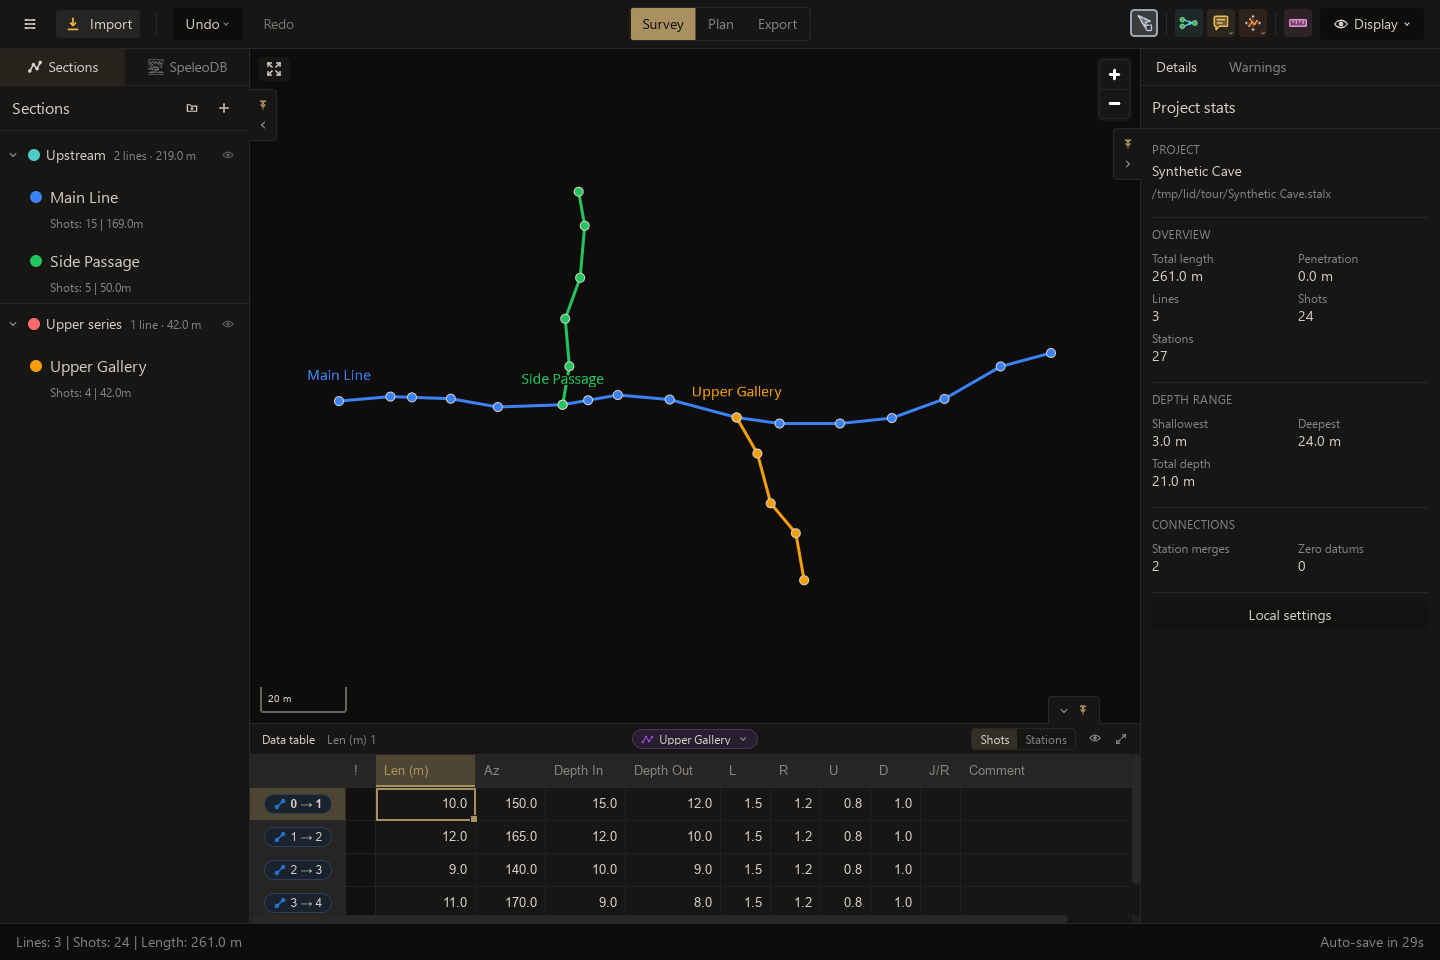 Import
Undo
Redo
Survey
Plan
Export
Display
Sections
SpeleoDB
Sections
Upstream 2 lines · 219.0 m
Main Line
Shots: 15 | 169.0m
Side Passage
Shots: 5 | 50.0m
Upper series 1 line · 42.0 m
Upper Gallery
Shots: 4 | 42.0m
Main Line
Side Passage
Upper Gallery
20 m
Details
Warnings
Project stats
PROJECT
Synthetic Cave
/tmp/lid/tour/Synthetic Cave.stalx
OVERVIEW
Total length Penetration
261.0 m 0.0 m
Lines Shots
3 24
Stations
27
DEPTH RANGE
Shallowest Deepest
3.0 m 24.0 m
Total depth
21.0 m
CONNECTIONS
Station merges Zero datums
2 0
Local settings
Data table Len (m) 1 Upper Gallery Shots Stations
! Len (m) Az Depth In Depth Out L R U D J/R Comment
0 → 1 10.0 150.0 15.0 12.0 1.5 1.2 0.8 1.0
1 → 2 12.0 165.0 12.0 10.0 1.5 1.2 0.8 1.0
2 → 3 9.0 140.0 10.0 9.0 1.5 1.2 0.8 1.0
3 → 4 11.0 170.0 9.0 8.0 1.5 1.2 0.8 1.0
Lines: 3 | Shots: 24 | Length: 261.0 m
Auto-save in 29s